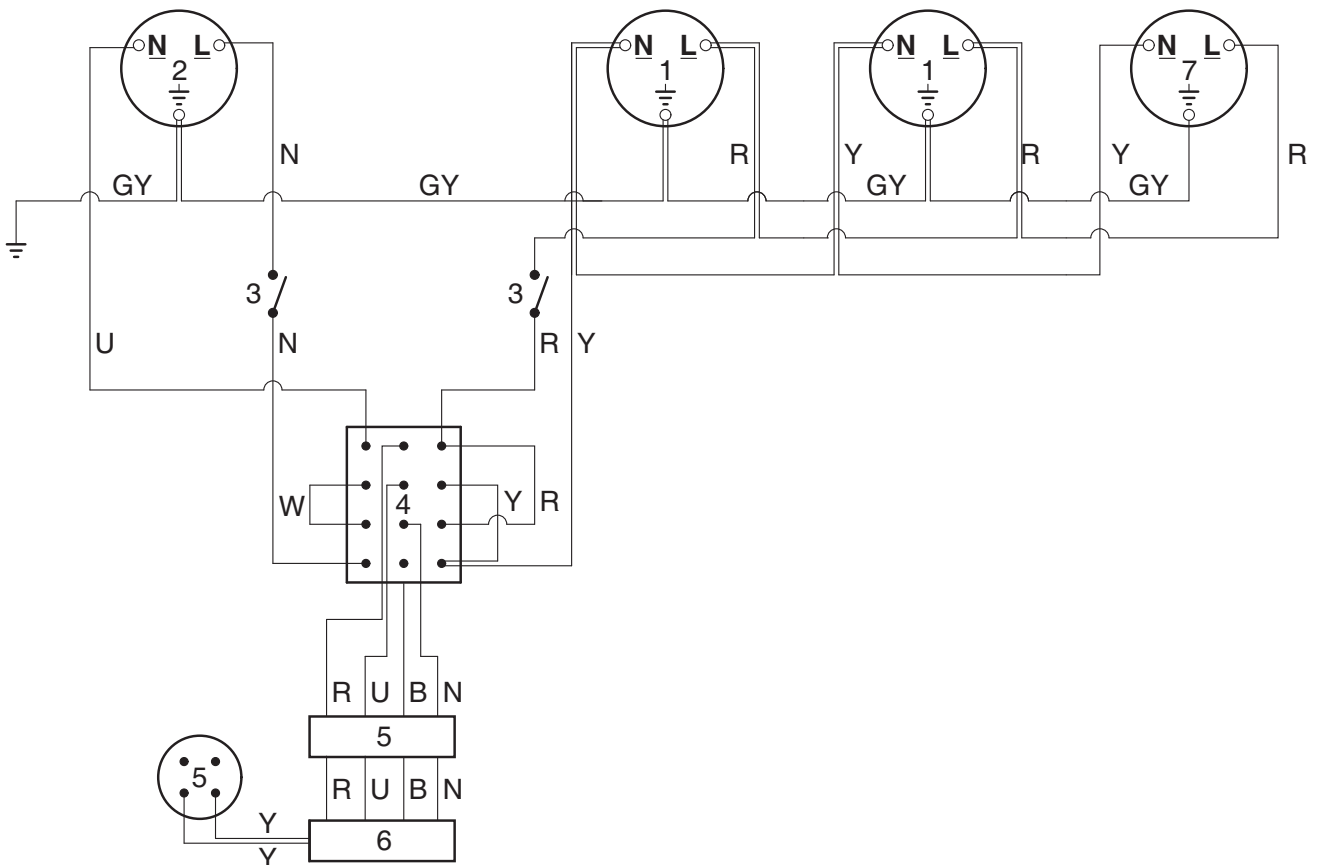 N L N L N L N L
2 1 1 7
N R Y R Y R
GY GY GY GY
3 3
U N R Y
W 4 Y R
R U B N
5
5 R U B N
Y
6
Y